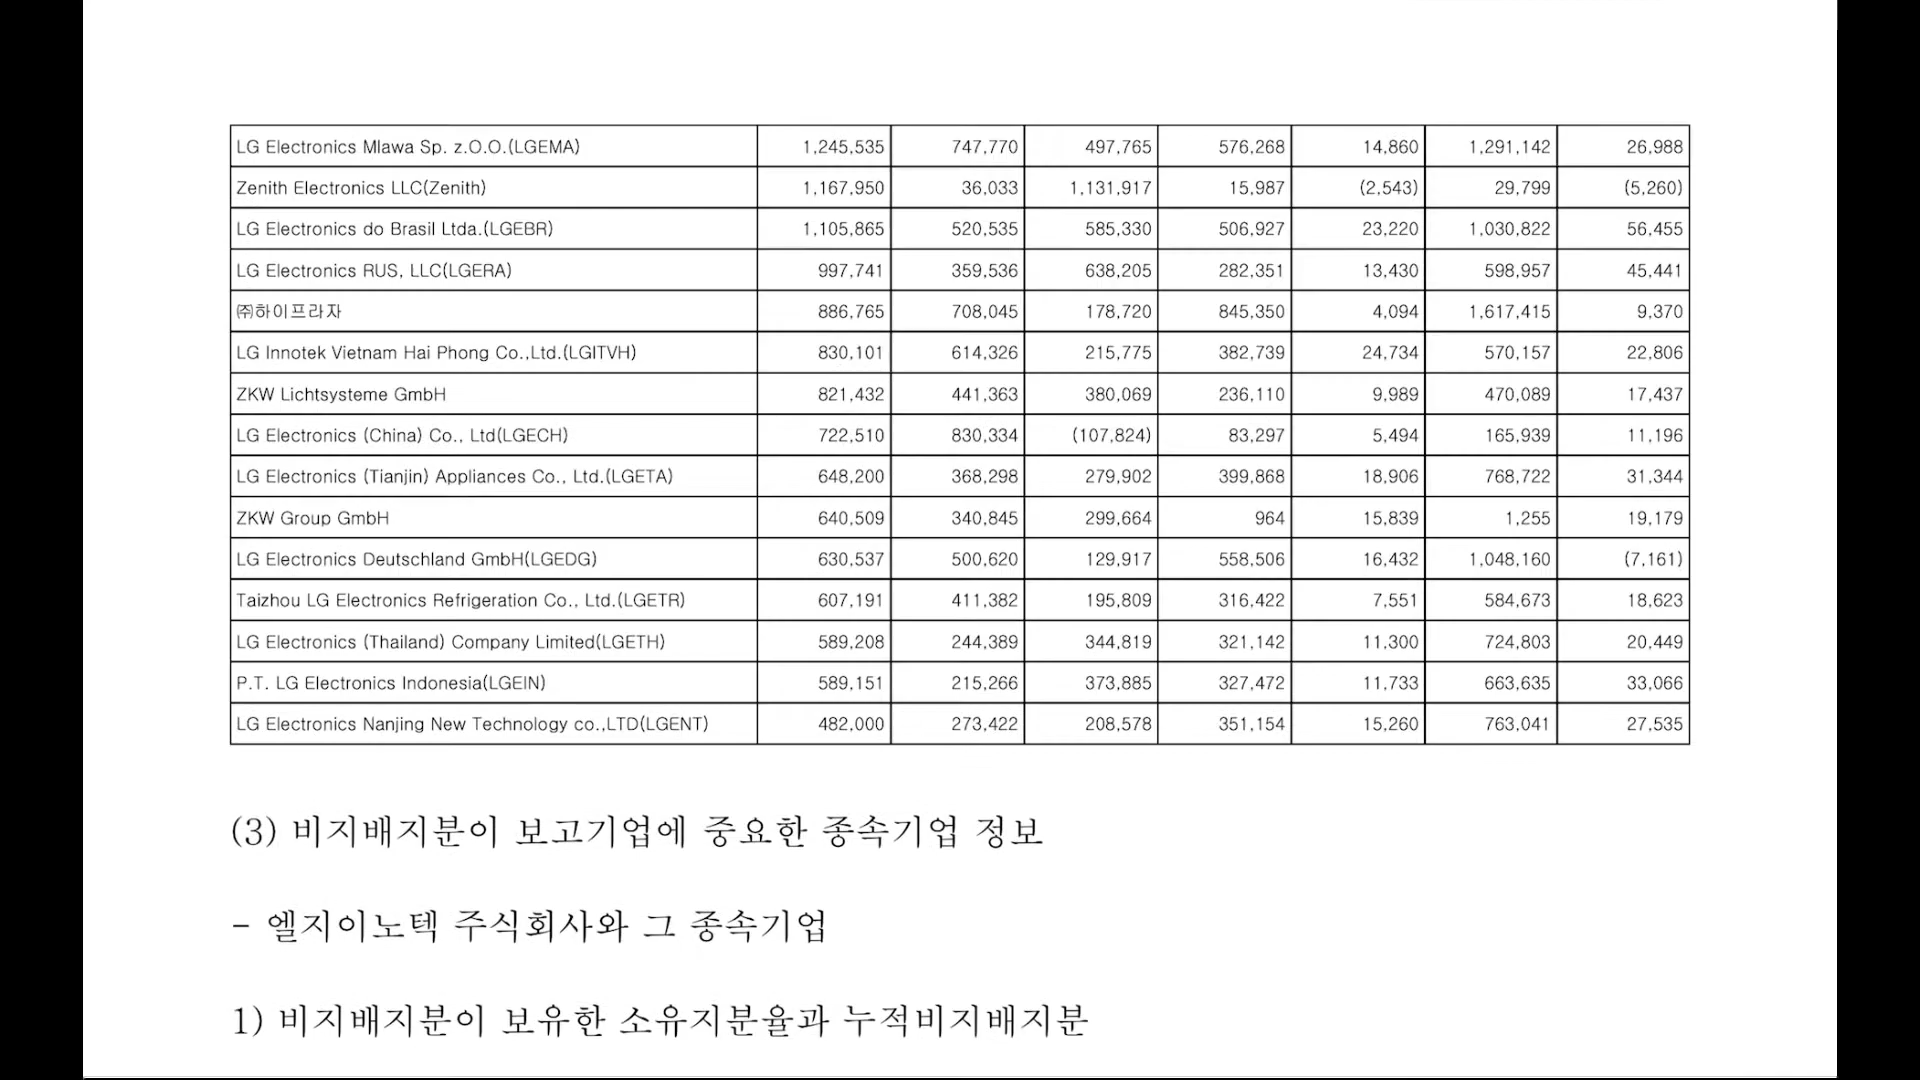 LG Electronics Mlawa Sp. z.O.O.(LGEMA) 1,245,535 747,770 497,765 576,268 14,860 1,291,142 26,988
Zenith Electronics LLC(Zenith) 1,167,950 36,033 1,131,917 15,987 (2,543) 29,799 (5,260)
LG Electronics do Brasil Ltda.(LGEBR) 1,105,865 520,535 585,330 506,927 23,220 1,030,822 56,455
LG Electronics RUS, LLC(LGERA) 997,741 359,536 638,205 282,351 13,430 598,957 45,441
㈜하이프라자 886,765 708,045 178,720 845,350 4,094 1,617,415 9,370
LG Innotek Vietnam Hai Phong Co.,Ltd.(LGITVH) 830,101 614,326 215,775 382,739 24,734 570,157 22,806
ZKW Lichtsysteme GmbH 821,432 441,363 380,069 236,110 9,989 470,089 17,437
LG Electronics (China) Co., Ltd(LGECH) 722,510 830,334 (107,824) 83,297 5,494 165,939 11,196
LG Electronics (Tianjin) Appliances Co., Ltd.(LGETA) 648,200 368,298 279,902 399,868 18,906 768,722 31,344
ZKW Group GmbH 640,509 340,845 299,664 964 15,839 1,255 19,179
LG Electronics Deutschland GmbH(LGEDG) 630,537 500,620 129,917 558,506 16,432 1,048,160 (7,161)
Taizhou LG Electronics Refrigeration Co., Ltd.(LGETR) 607,191 411,382 195,809 316,422 7,551 584,673 18,623
LG Electronics (Thailand) Company Limited(LGETH) 589,208 244,389 344,819 321,142 11,300 724,803 20,449
P.T. LG Electronics Indonesia(LGEIN) 589,151 215,266 373,885 327,472 11,733 663,635 33,066
LG Electronics Nanjing New Technology co.,LTD(LGENT) 482,000 273,422 208,578 351,154 15,260 763,041 27,535
(3) 비지배지분이 보고기업에 중요한 종속기업 정보
- 엘지이노텍 주식회사와 그 종속기업
1) 비지배지분이 보유한 소유지분율과 누적비지배지분